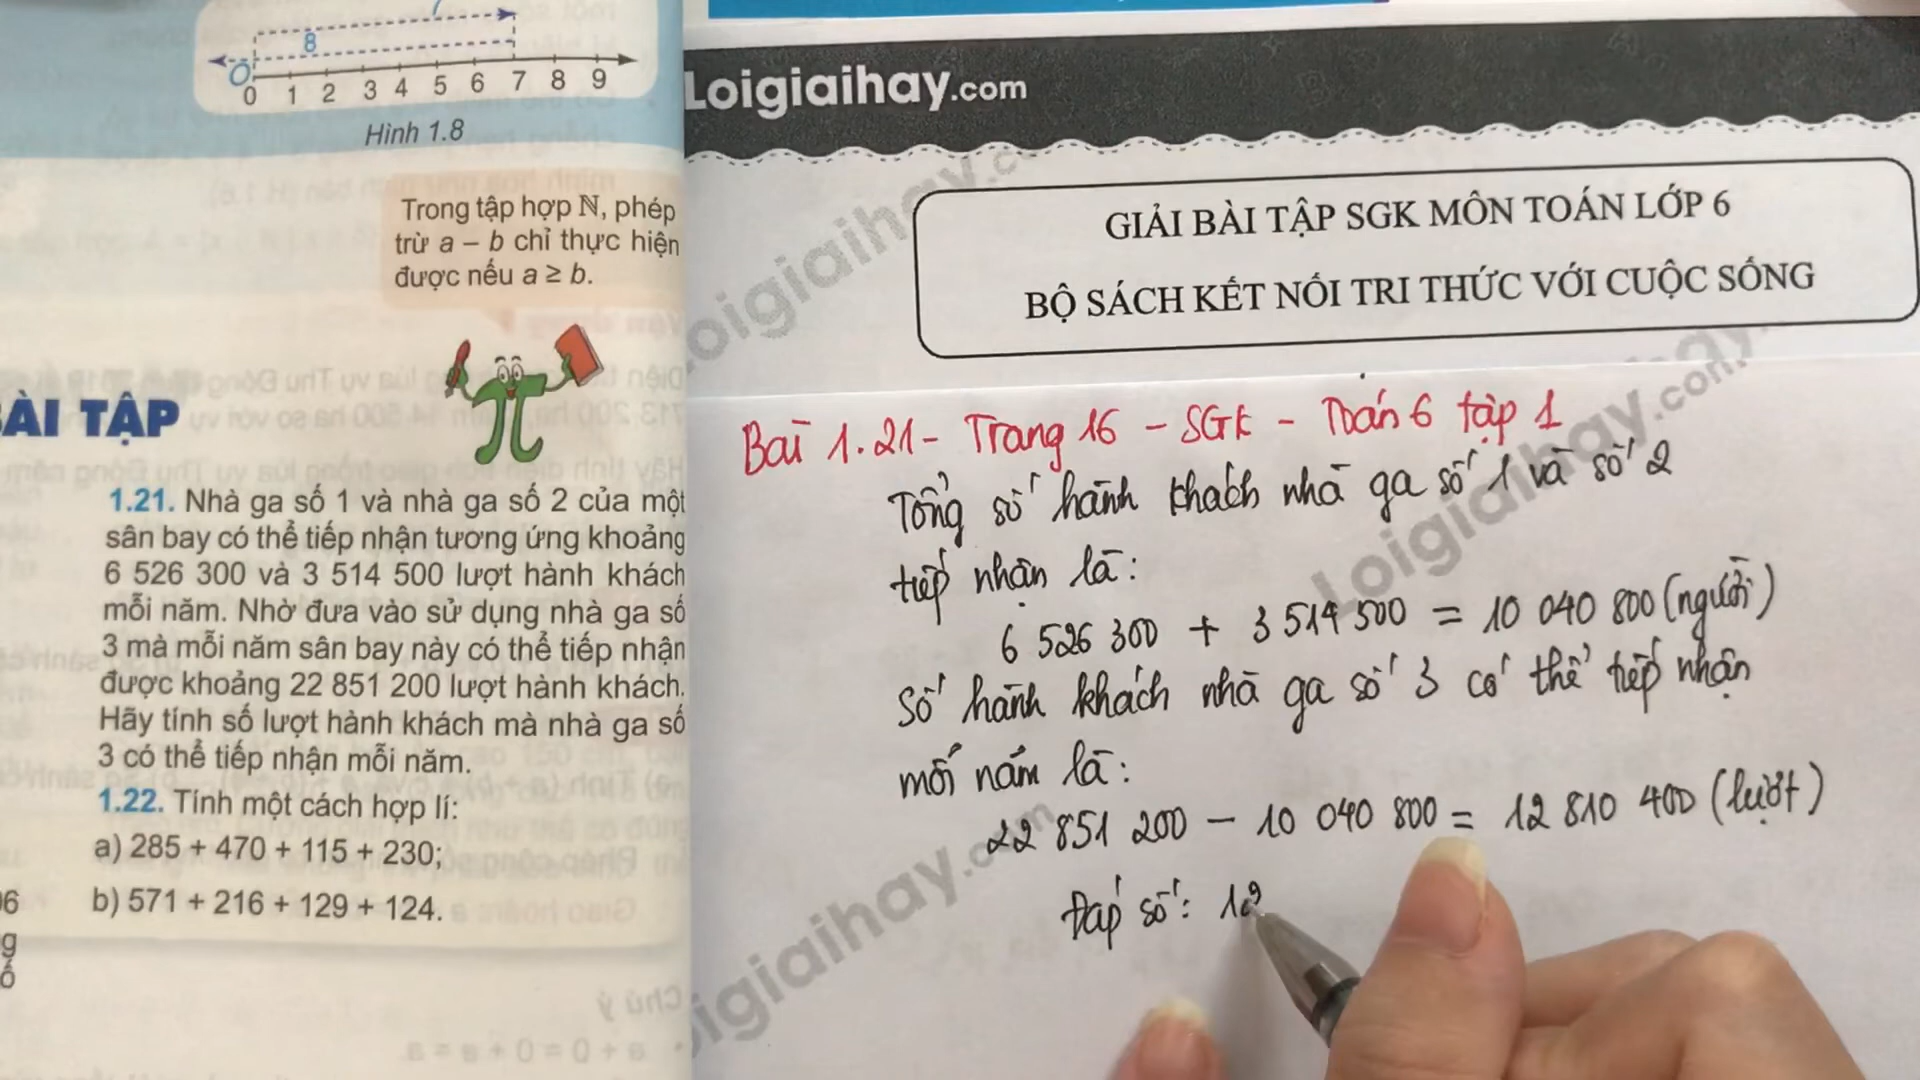 7
8
O
0 1 2 3 4 5 6 7 8 9
Hình 1.8
Trong tập hợp ℕ, phép
trừ a – b chỉ thực hiện
được nếu a ≥ b.
ÀI TẬP
1.21. Nhà ga số 1 và nhà ga số 2 của một
sân bay có thể tiếp nhận tương ứng khoảng
6 526 300 và 3 514 500 lượt hành khách
mỗi năm. Nhờ đưa vào sử dụng nhà ga số
3 mà mỗi năm sân bay này có thể tiếp nhận
được khoảng 22 851 200 lượt hành khách.
Hãy tính số lượt hành khách mà nhà ga số
3 có thể tiếp nhận mỗi năm.
1.22. Tính một cách hợp lí:
a) 285 + 470 + 115 + 230;
b) 571 + 216 + 129 + 124.
Loigiaihay.com
GIẢI BÀI TẬP SGK MÔN TOÁN LỚP 6
BỘ SÁCH KẾT NỐI TRI THỨC VỚI CUỘC SỐNG
Bài 1.21 - Trang 16 - SGK - Toán 6 tập 1
Tổng số hành khách nhà ga số 1 và số 2
tiếp nhận là:
6 526 300 + 3 514 500 = 10 040 800 (người)
Số hành khách nhà ga số 3 có thể tiếp nhận
mỗi năm là:
22 851 200 – 10 040 800 = 12 810 400 (lượt)
Đáp số: 12
Loigiaihay.com
Loigiaihay.com
Loigiaihay.com